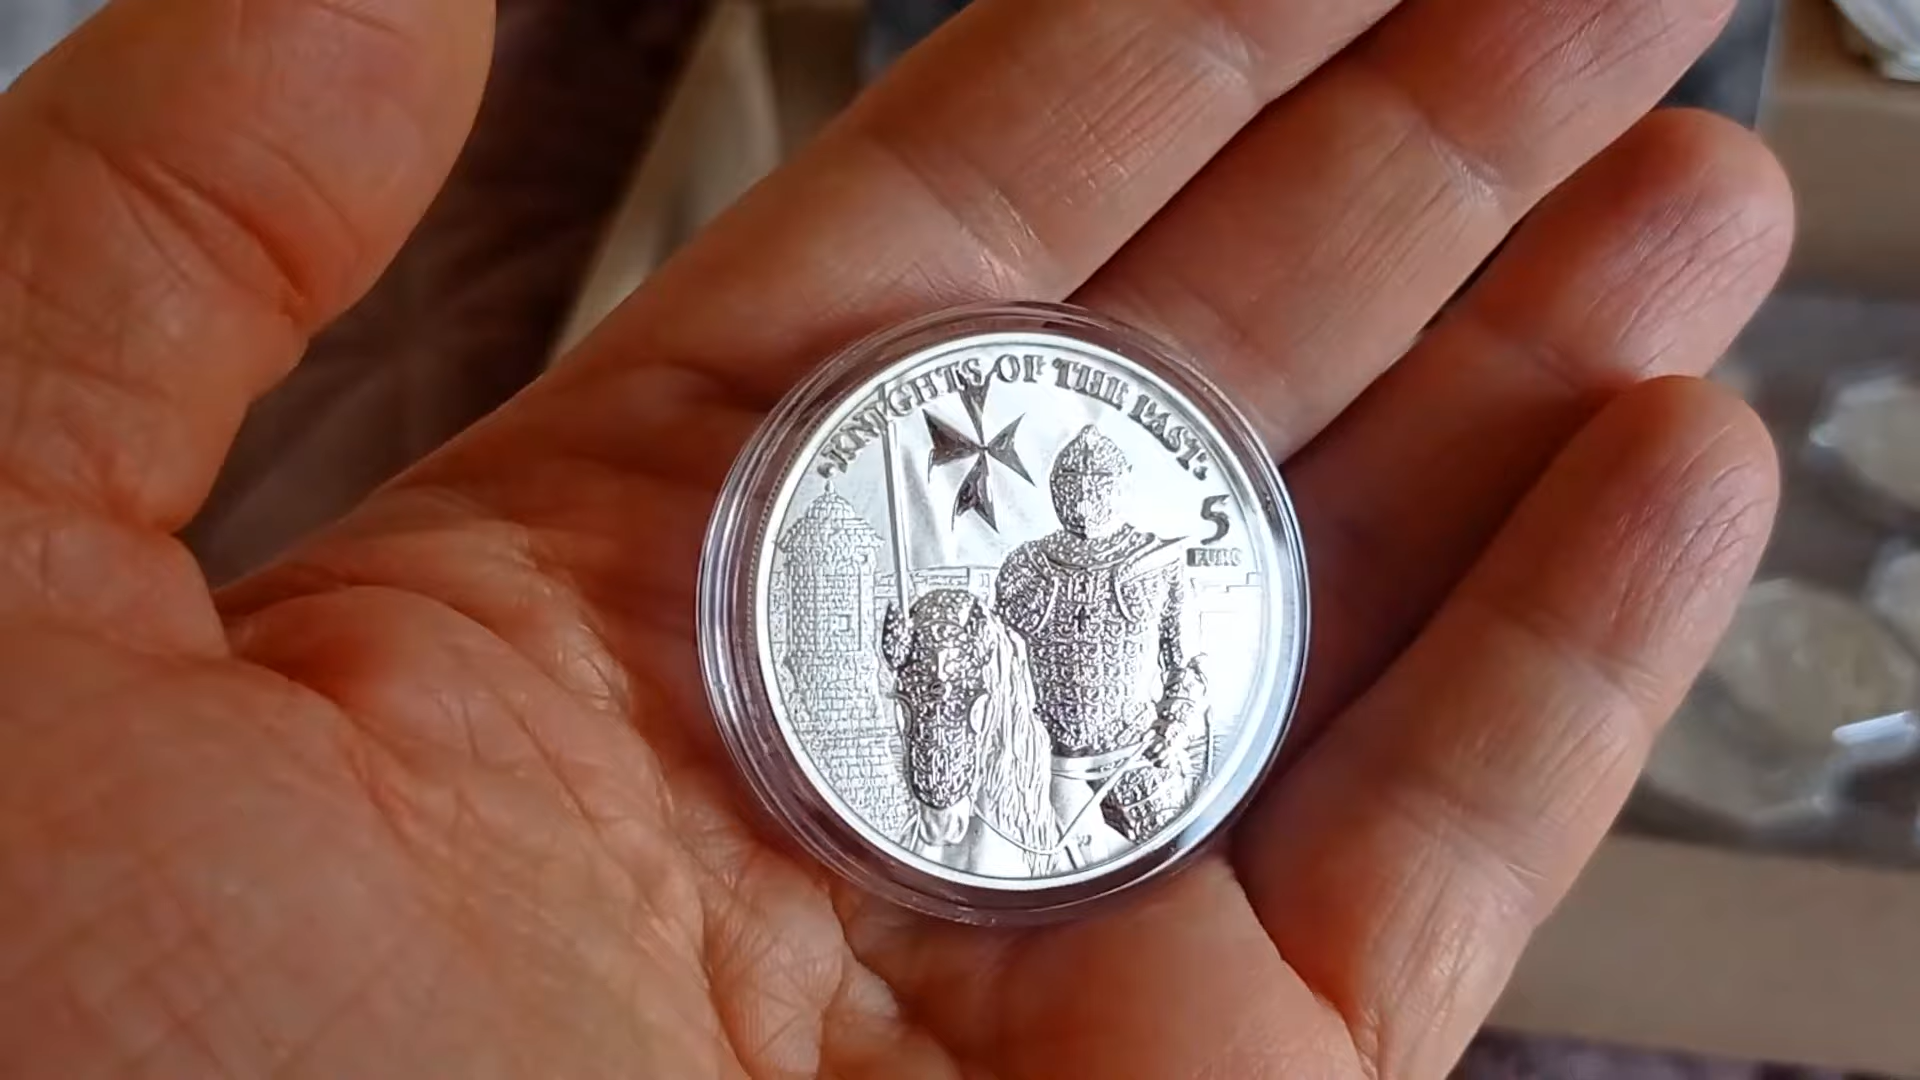 •KNIGHTS OF THE PAST•
5
EURO